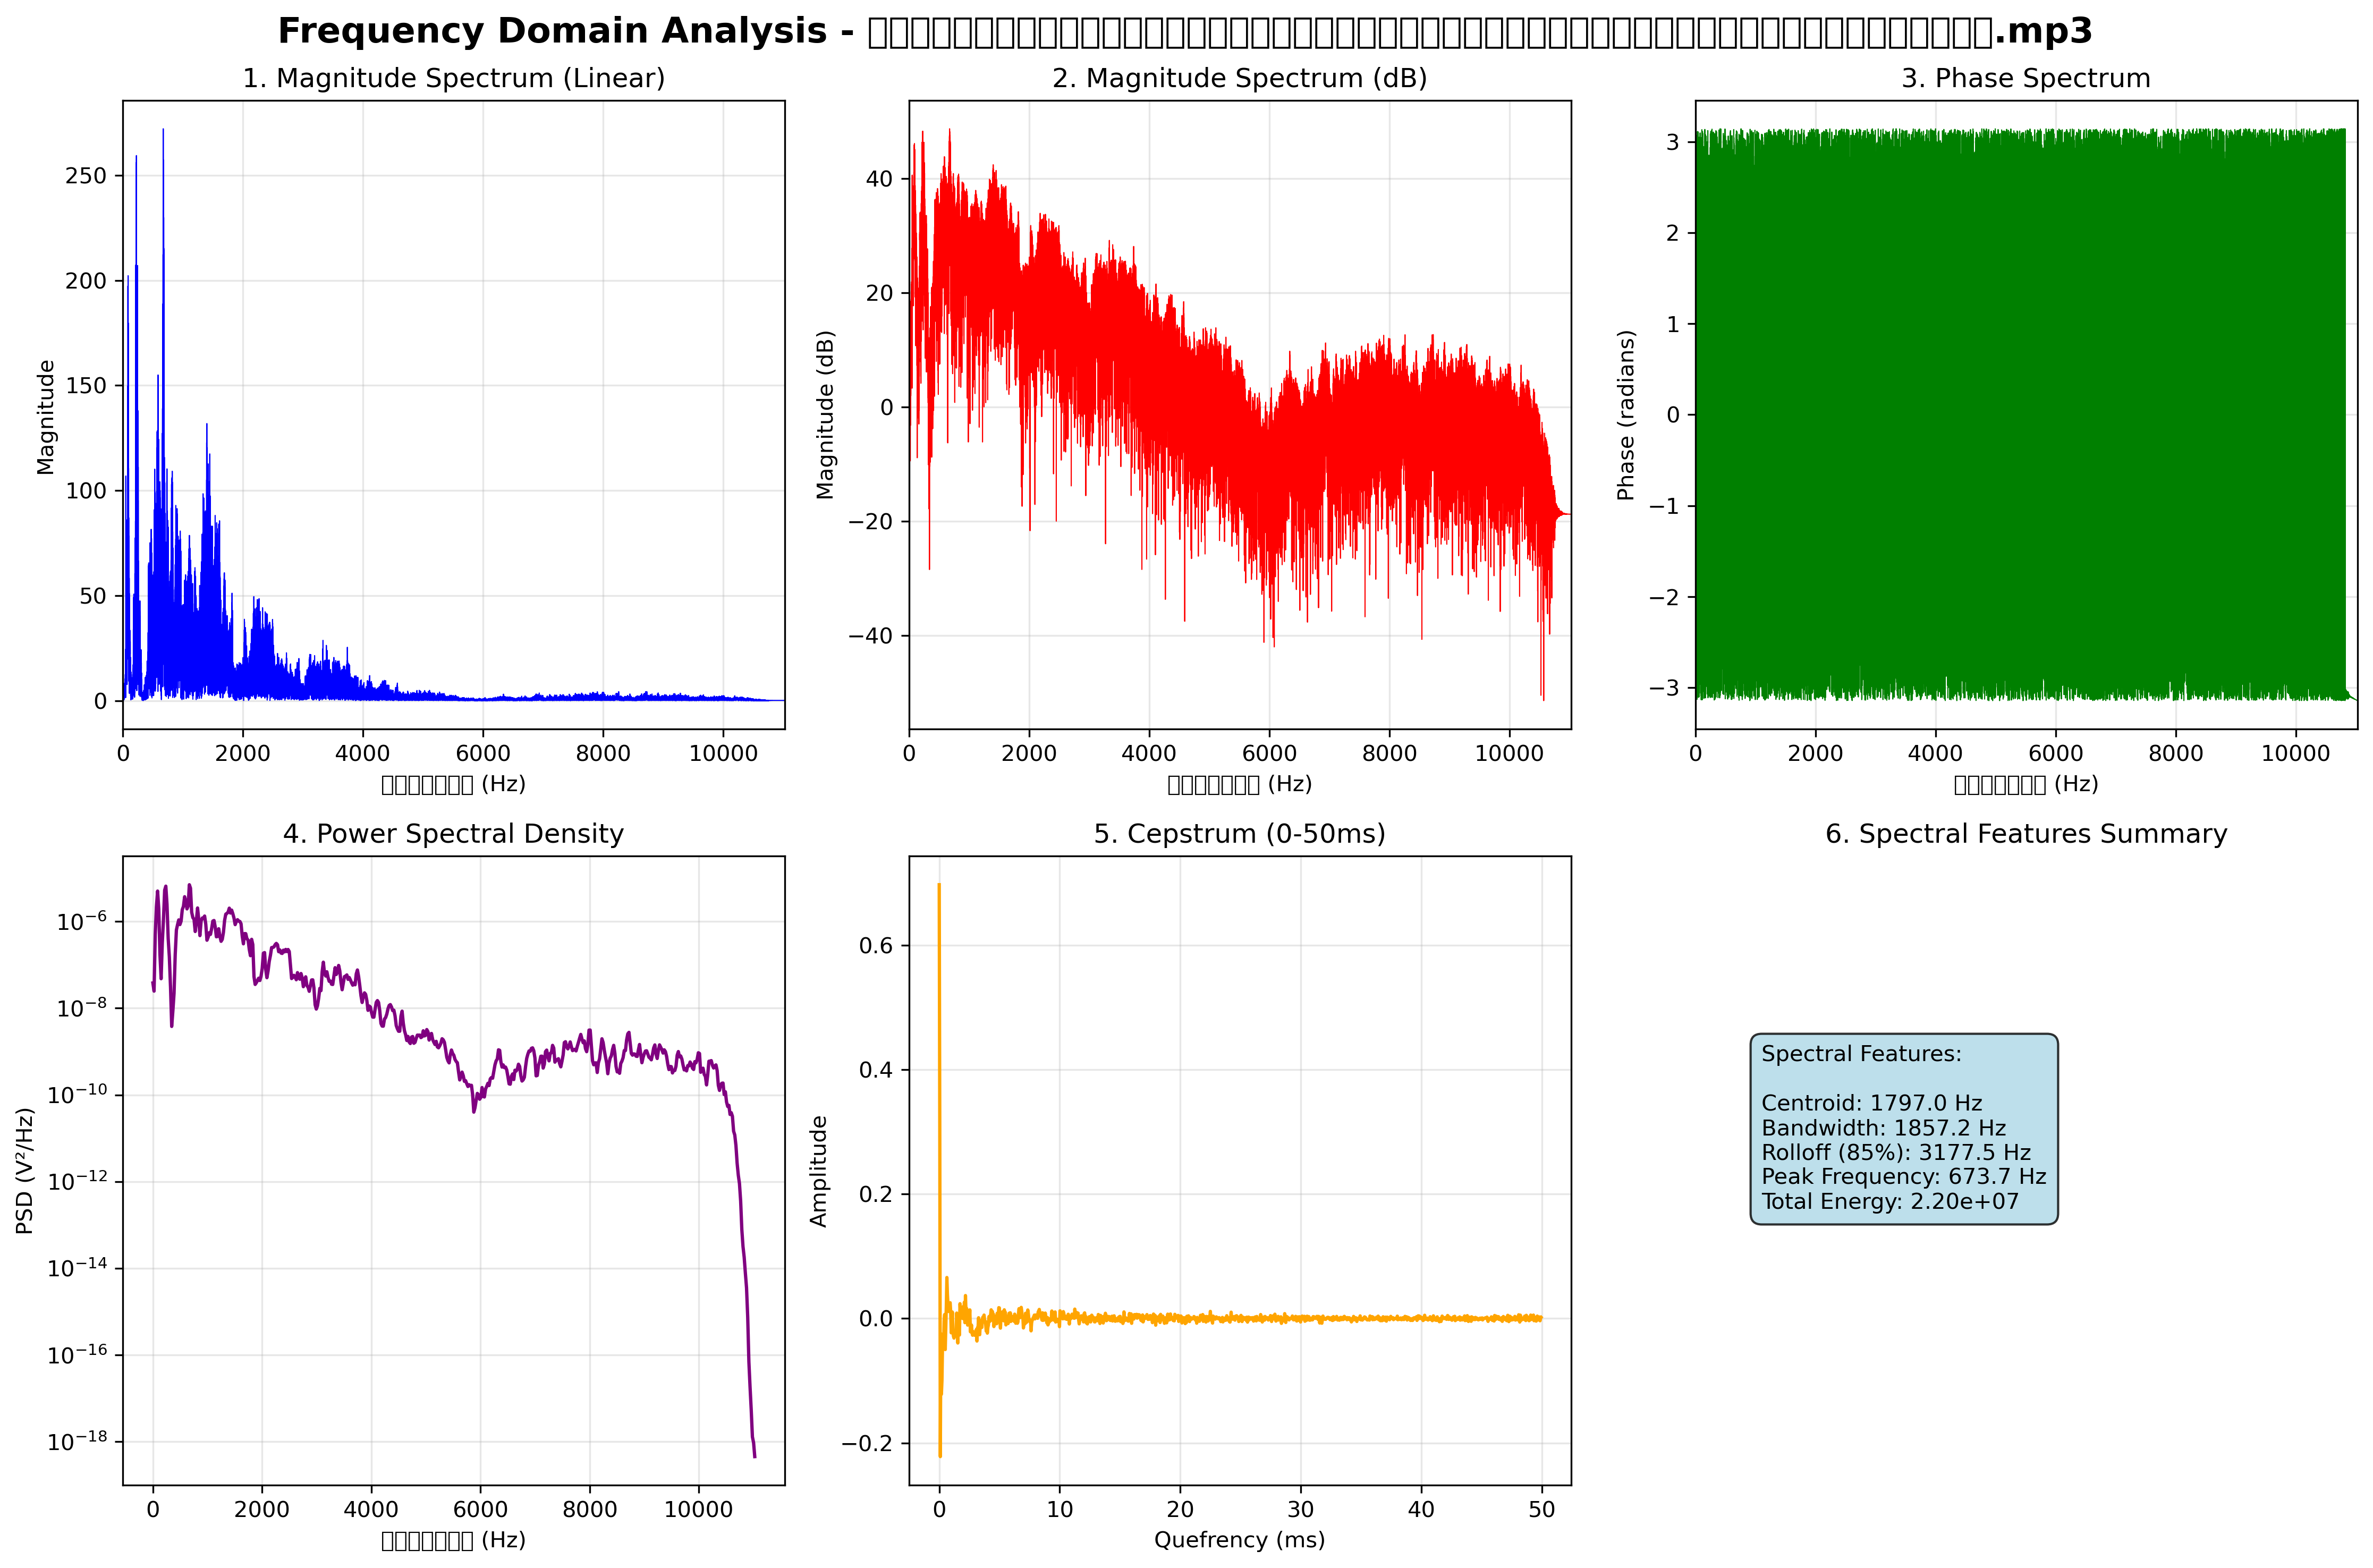 Frequency Domain Analysis - .mp3
1. Magnitude Spectrum (Linear)
Magnitude
250
200
150
100
50
0
0 2000 4000 6000 8000 10000
(Hz)
2. Magnitude Spectrum (dB)
Magnitude (dB)
40
20
0
−20
−40
0 2000 4000 6000 8000 10000
(Hz)
3. Phase Spectrum
Phase (radians)
3
2
1
0
−1
−2
−3
0 2000 4000 6000 8000 10000
(Hz)
4. Power Spectral Density
PSD (V²/Hz)
10⁻⁶
10⁻⁸
10⁻¹⁰
10⁻¹²
10⁻¹⁴
10⁻¹⁶
10⁻¹⁸
0 2000 4000 6000 8000 10000
(Hz)
5. Cepstrum (0-50ms)
Amplitude
0.6
0.4
0.2
0.0
−0.2
0 10 20 30 40 50
Quefrency (ms)
6. Spectral Features Summary
Spectral Features:
Centroid: 1797.0 Hz
Bandwidth: 1857.2 Hz
Rolloff (85%): 3177.5 Hz
Peak Frequency: 673.7 Hz
Total Energy: 2.20e+07